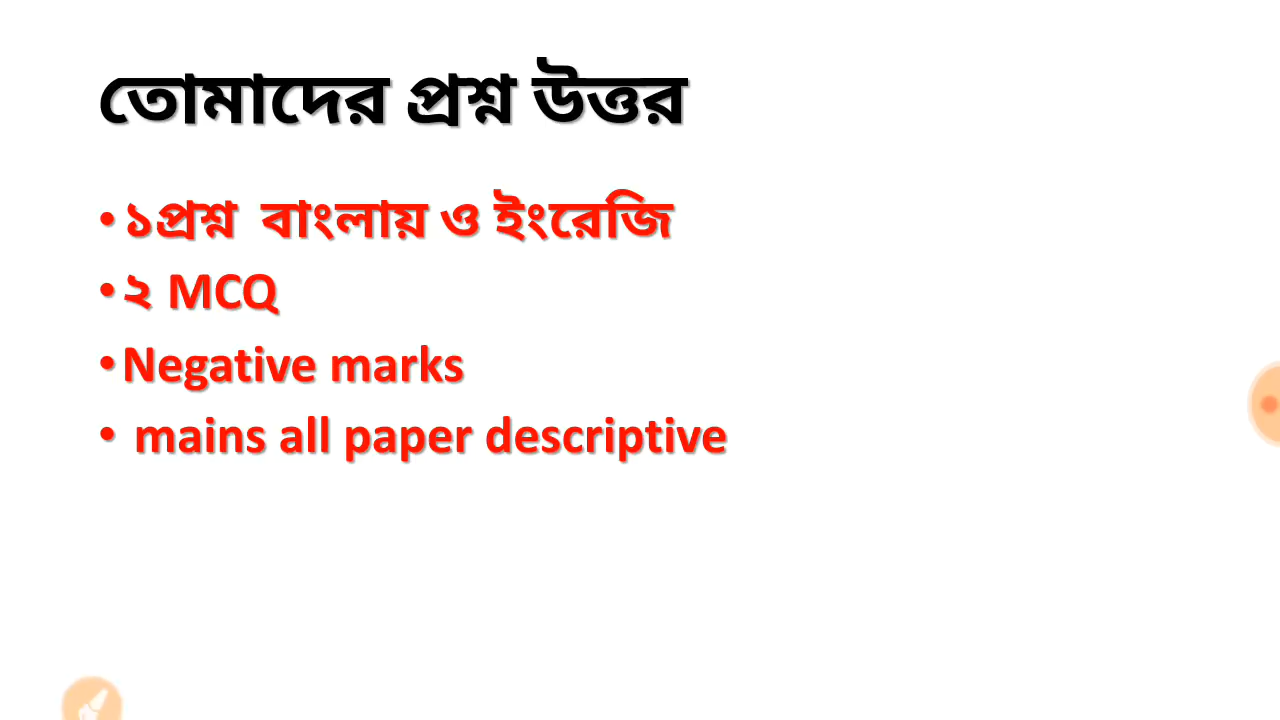 তোমাদের প্রশ্ন উত্তর
•১প্রশ্ন বাংলায় ও ইংরেজি
•২ MCQ
•Negative marks
• mains all paper descriptive